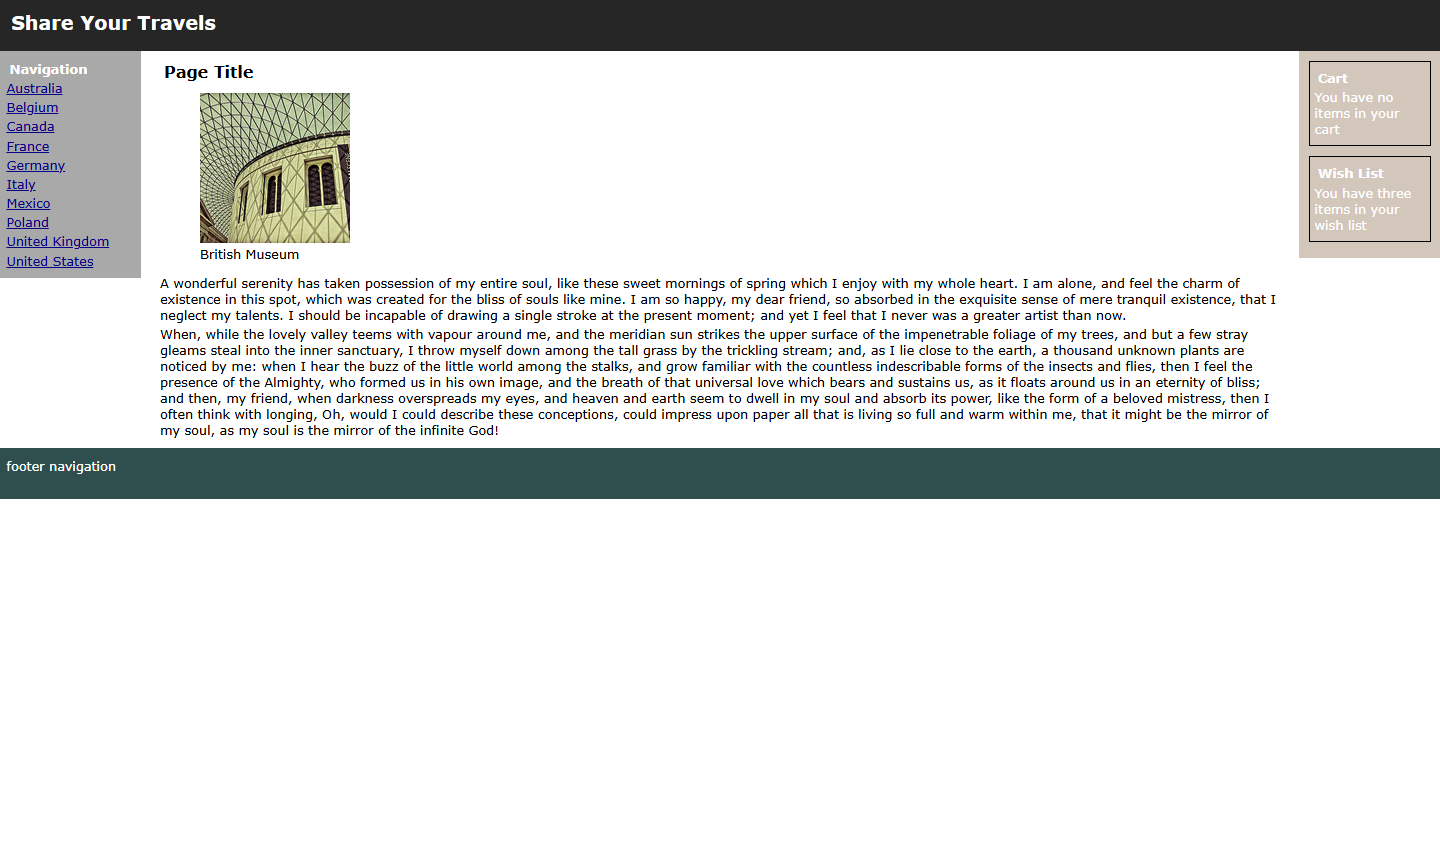 Share Your Travels
Navigation
Australia
Belgium
Canada
France
Germany
Italy
Mexico
Poland
United Kingdom
United States
Page Title
British Museum
A wonderful serenity has taken possession of my entire soul, like these sweet mornings of spring which I enjoy with my whole heart. I am alone, and feel the charm of
existence in this spot, which was created for the bliss of souls like mine. I am so happy, my dear friend, so absorbed in the exquisite sense of mere tranquil existence, that I
neglect my talents. I should be incapable of drawing a single stroke at the present moment; and yet I feel that I never was a greater artist than now.
When, while the lovely valley teems with vapour around me, and the meridian sun strikes the upper surface of the impenetrable foliage of my trees, and but a few stray
gleams steal into the inner sanctuary, I throw myself down among the tall grass by the trickling stream; and, as I lie close to the earth, a thousand unknown plants are
noticed by me: when I hear the buzz of the little world among the stalks, and grow familiar with the countless indescribable forms of the insects and flies, then I feel the
presence of the Almighty, who formed us in his own image, and the breath of that universal love which bears and sustains us, as it floats around us in an eternity of bliss;
and then, my friend, when darkness overspreads my eyes, and heaven and earth seem to dwell in my soul and absorb its power, like the form of a beloved mistress, then I
often think with longing, Oh, would I could describe these conceptions, could impress upon paper all that is living so full and warm within me, that it might be the mirror of
my soul, as my soul is the mirror of the infinite God!
Cart
You have no
items in your
cart
Wish List
You have three
items in your
wish list
footer navigation